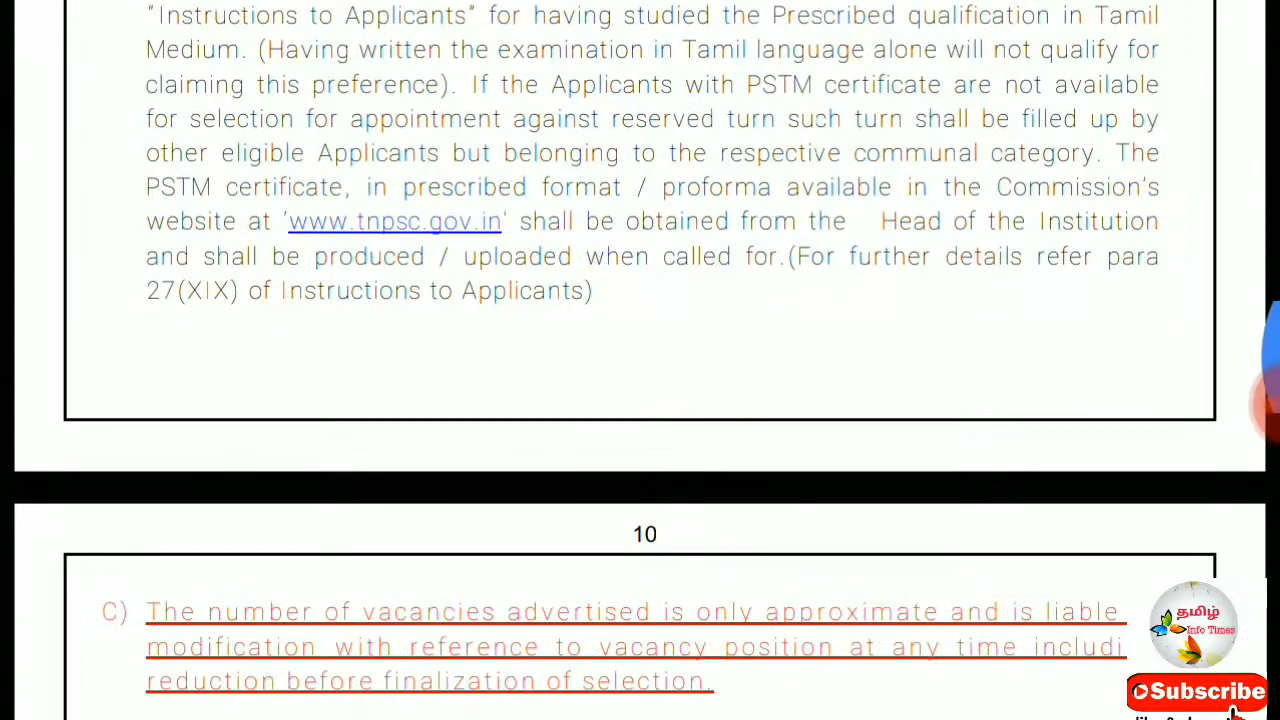 "Instructions to Applicants" for having studied the Prescribed qualification in Tamil
Medium. (Having written the examination in Tamil language alone will not qualify for
claiming this preference). If the Applicants with PSTM certificate are not available
for selection for appointment against reserved turn such turn shall be filled up by
other eligible Applicants but belonging to the respective communal category. The
PSTM certificate, in prescribed format / proforma available in the Commission's
website at 'www.tnpsc.gov.in' shall be obtained from the Head of the Institution
and shall be produced / uploaded when called for.(For further details refer para
27(XIX) of Instructions to Applicants)
10
C) The number of vacancies advertised is only approximate and is liable
modification with reference to vacancy position at any time includi
reduction before finalization of selection.
தமிழ்
Info Times
Subscribe